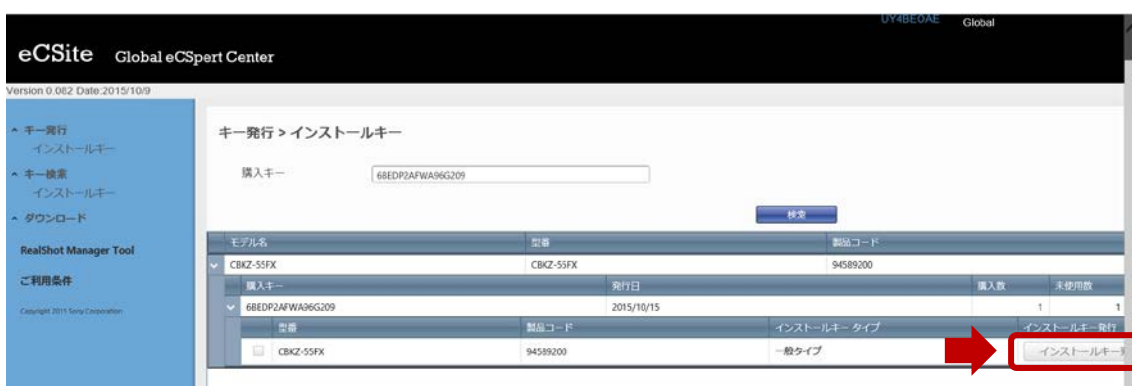 UY4BEOAE Global
eCSite Global eCSpert Center
Version 0.082 Date:2015/10/9
キー発行
インストールキー
キー検索
インストールキー
ダウンロード
RealShot Manager Tool
ご利用条件
Copyright 2015 Sony Corporation
キー発行 > インストールキー
購入キー 6BEDP2AFWA96G209
検索
モデル名 型番 製品コード
CBKZ-55FX CBKZ-55FX 94589200
購入キー 発行日 購入数 未使用数
6BEDP2AFWA96G209 2015/10/15 1 1
型番 製品コード インストールキー タイプ インストールキー発行
CBKZ-55FX 94589200 一般タイプ インストールキー